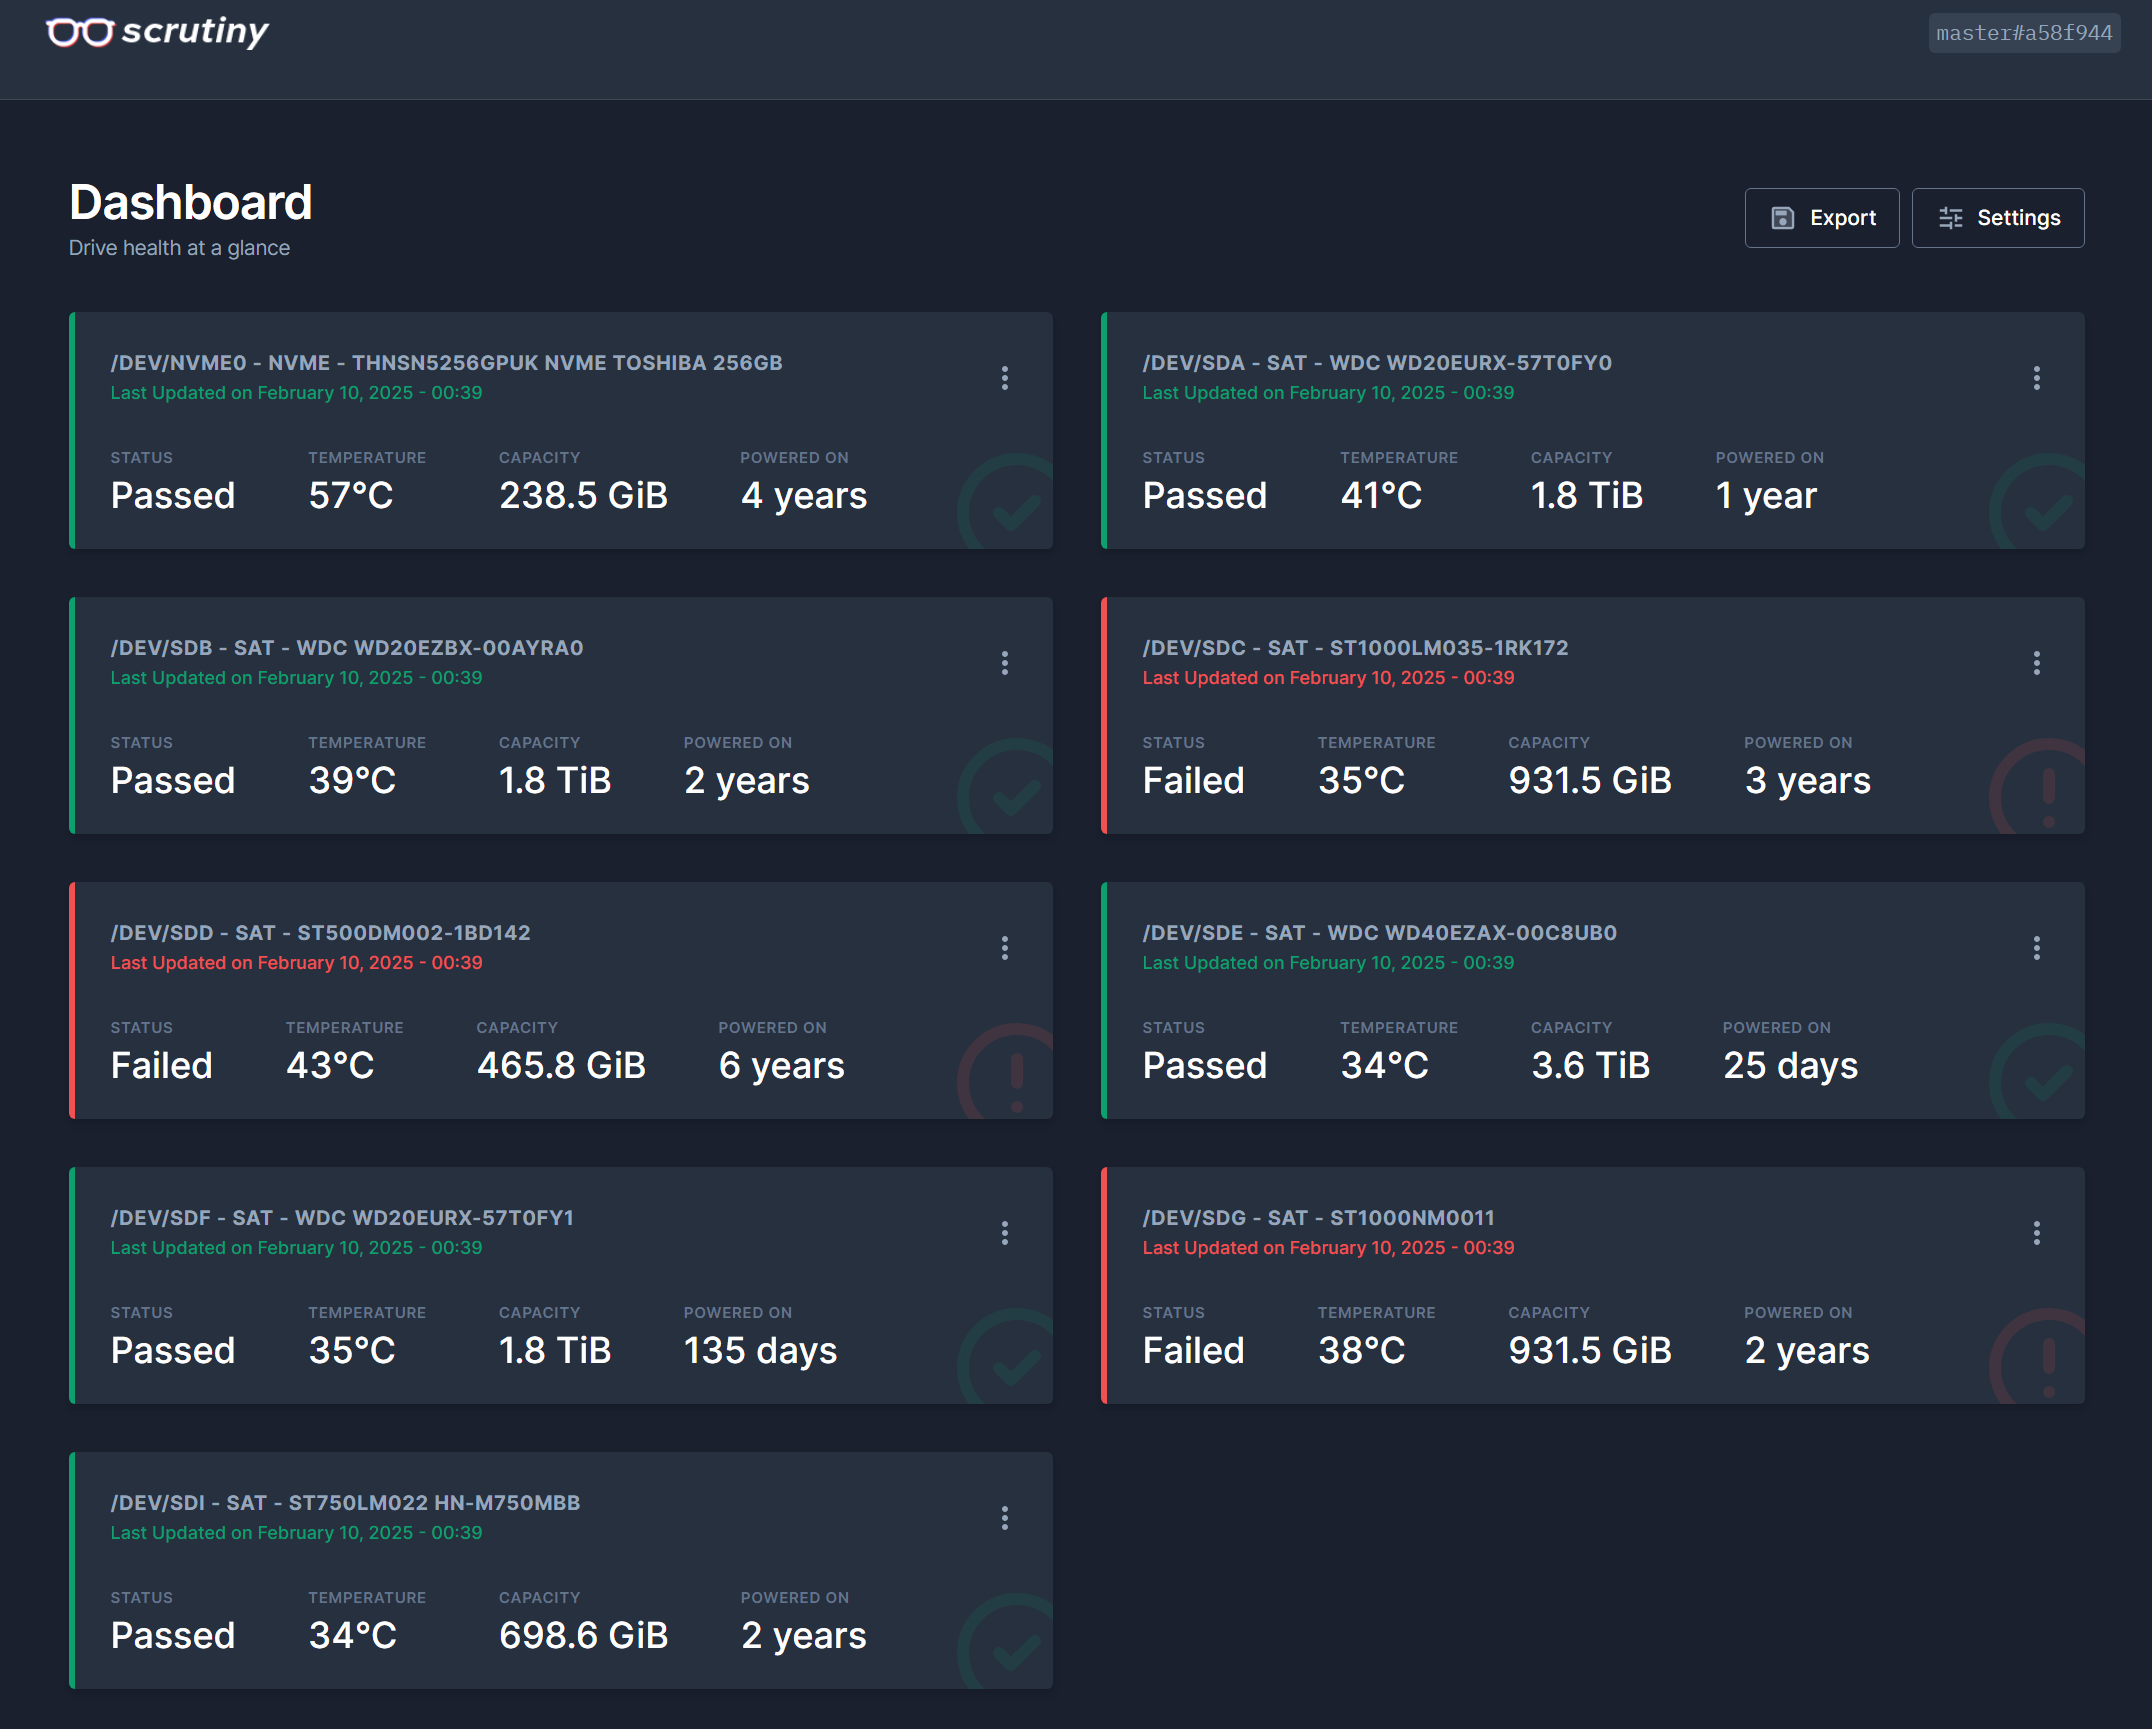 scrutiny
master#a58f944
Dashboard
Drive health at a glance
Export
Settings
/DEV/NVME0 - NVME - THNSN5256GPUK NVME TOSHIBA 256GB
Last Updated on February 10, 2025 - 00:39
STATUS TEMPERATURE CAPACITY POWERED ON
Passed 57°C 238.5 GiB 4 years
/DEV/SDA - SAT - WDC WD20EURX-57T0FY0
Last Updated on February 10, 2025 - 00:39
STATUS TEMPERATURE CAPACITY POWERED ON
Passed 41°C 1.8 TiB 1 year
/DEV/SDB - SAT - WDC WD20EZBX-00AYRA0
Last Updated on February 10, 2025 - 00:39
STATUS TEMPERATURE CAPACITY POWERED ON
Passed 39°C 1.8 TiB 2 years
/DEV/SDC - SAT - ST1000LM035-1RK172
Last Updated on February 10, 2025 - 00:39
STATUS TEMPERATURE CAPACITY POWERED ON
Failed 35°C 931.5 GiB 3 years
/DEV/SDD - SAT - ST500DM002-1BD142
Last Updated on February 10, 2025 - 00:39
STATUS TEMPERATURE CAPACITY POWERED ON
Failed 43°C 465.8 GiB 6 years
/DEV/SDE - SAT - WDC WD40EZAX-00C8UB0
Last Updated on February 10, 2025 - 00:39
STATUS TEMPERATURE CAPACITY POWERED ON
Passed 34°C 3.6 TiB 25 days
/DEV/SDF - SAT - WDC WD20EURX-57T0FY1
Last Updated on February 10, 2025 - 00:39
STATUS TEMPERATURE CAPACITY POWERED ON
Passed 35°C 1.8 TiB 135 days
/DEV/SDG - SAT - ST1000NM0011
Last Updated on February 10, 2025 - 00:39
STATUS TEMPERATURE CAPACITY POWERED ON
Failed 38°C 931.5 GiB 2 years
/DEV/SDI - SAT - ST750LM022 HN-M750MBB
Last Updated on February 10, 2025 - 00:39
STATUS TEMPERATURE CAPACITY POWERED ON
Passed 34°C 698.6 GiB 2 years